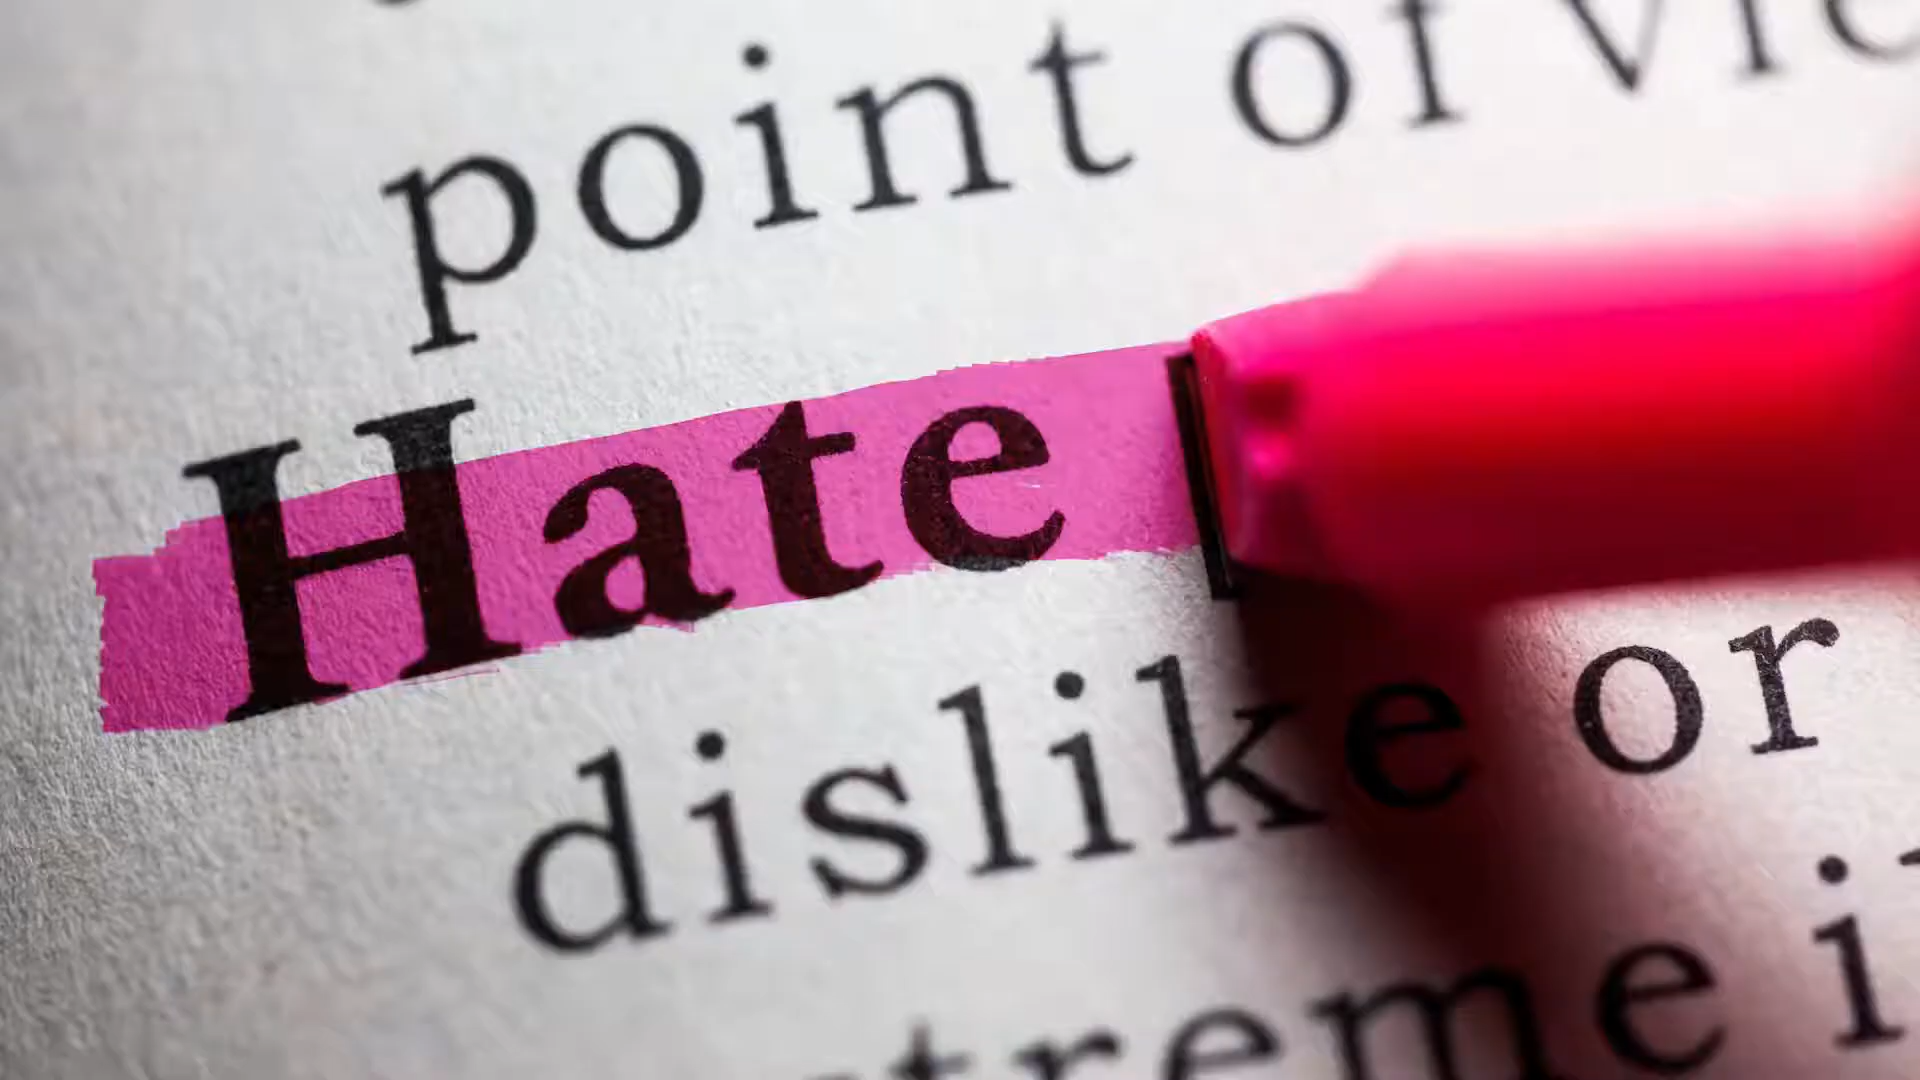 point of
Hate
dislike or